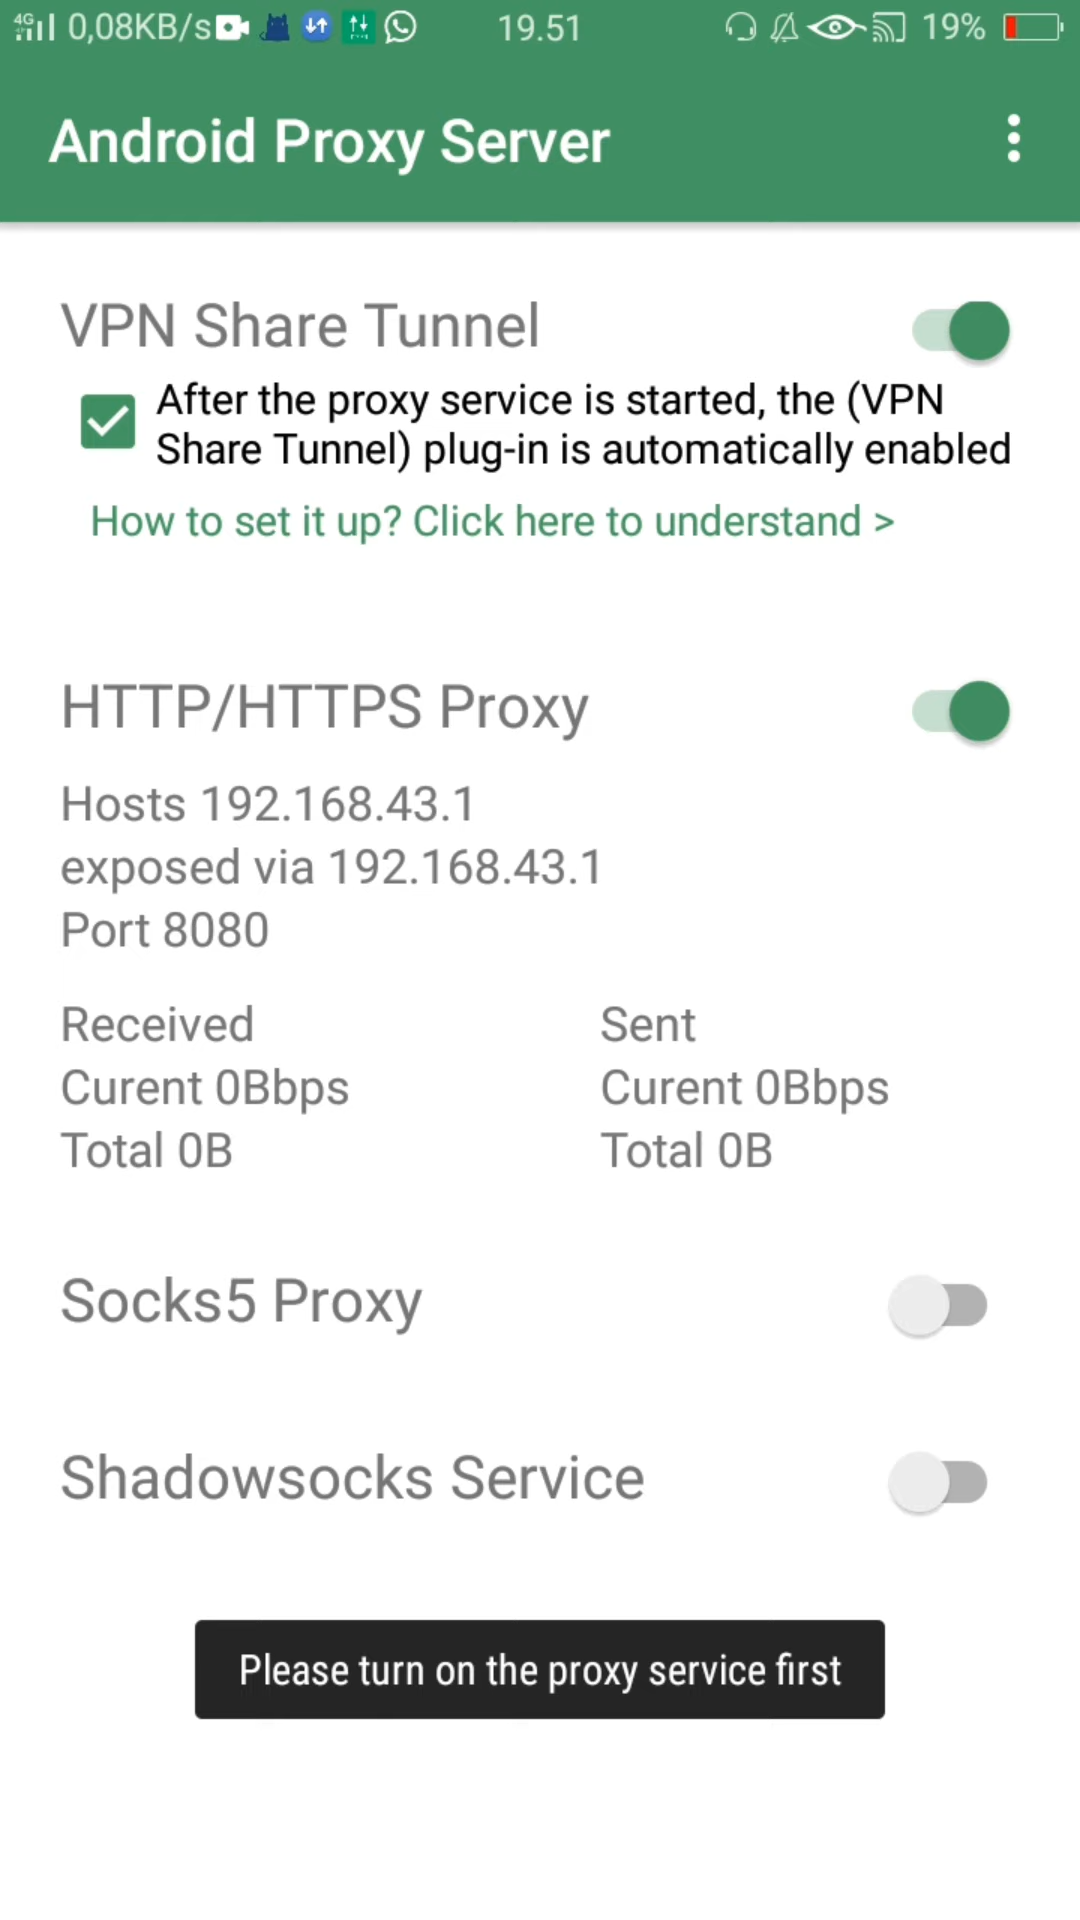 4G 0,08KB/s 19.51 19%
Android Proxy Server
VPN Share Tunnel
After the proxy service is started, the (VPN
Share Tunnel) plug-in is automatically enabled
How to set it up? Click here to understand >
HTTP/HTTPS Proxy
Hosts 192.168.43.1
exposed via 192.168.43.1
Port 8080
Received Sent
Curent 0Bbps Curent 0Bbps
Total 0B Total 0B
Socks5 Proxy
Shadowsocks Service
Please turn on the proxy service first